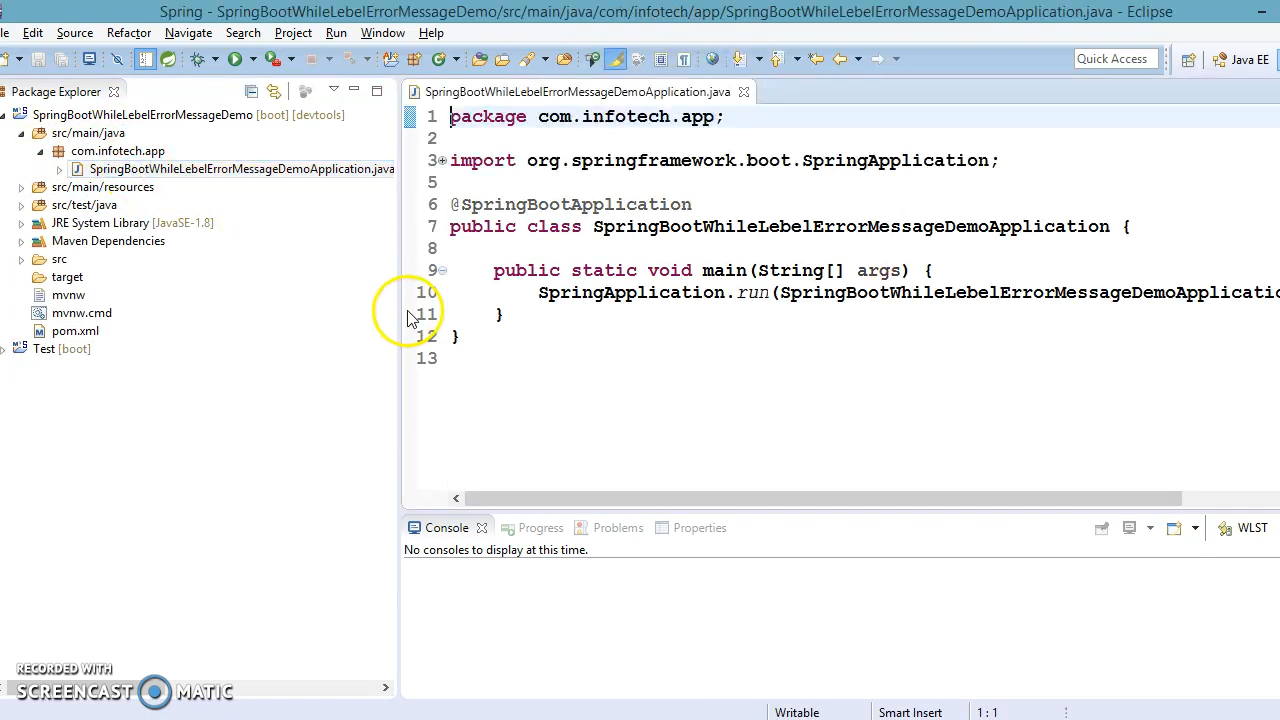 Spring - SpringBootWhileLebelErrorMessageDemo/src/main/java/com/infotech/app/SpringBootWhileLebelErrorMessageDemoApplication.java - Eclipse
Edit Source Refactor Navigate Search Project Run Window Help
Quick Access Java EE
Package Explorer
SpringBootWhileLebelErrorMessageDemo [boot] [devtools]
src/main/java
com.infotech.app
SpringBootWhileLebelErrorMessageDemoApplication.java
src/main/resources
src/test/java
JRE System Library [JavaSE-1.8]
Maven Dependencies
src
target
mvnw
mvnw.cmd
pom.xml
Test [boot]
SpringBootWhileLebelErrorMessageDemoApplication.java
1 package com.infotech.app;
2
3 import org.springframework.boot.SpringApplication;
5
6 @SpringBootApplication
7 public class SpringBootWhileLebelErrorMessageDemoApplication {
8
9 public static void main(String[] args) {
10 SpringApplication.run(SpringBootWhileLebelErrorMessageDemoApplicatio
11 }
12 }
13
Console Progress Problems Properties WLST
No consoles to display at this time.
RECORDED WITH
SCREENCAST MATIC
Writable Smart Insert 1 : 1